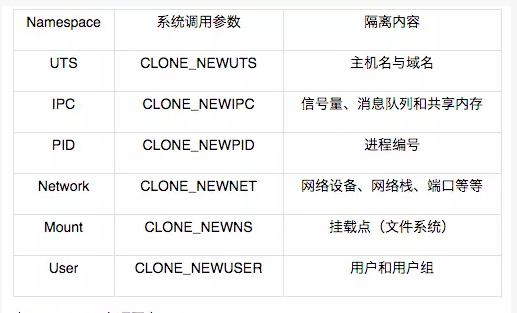 Namespace 系统调用参数 隔离内容
UTS CLONE_NEWUTS 主机名与域名
IPC CLONE_NEWIPC 信号量、消息队列和共享内存
PID CLONE_NEWPID 进程编号
Network CLONE_NEWNET 网络设备、网络栈、端口等等
Mount CLONE_NEWNS 挂载点（文件系统）
User CLONE_NEWUSER 用户和用户组